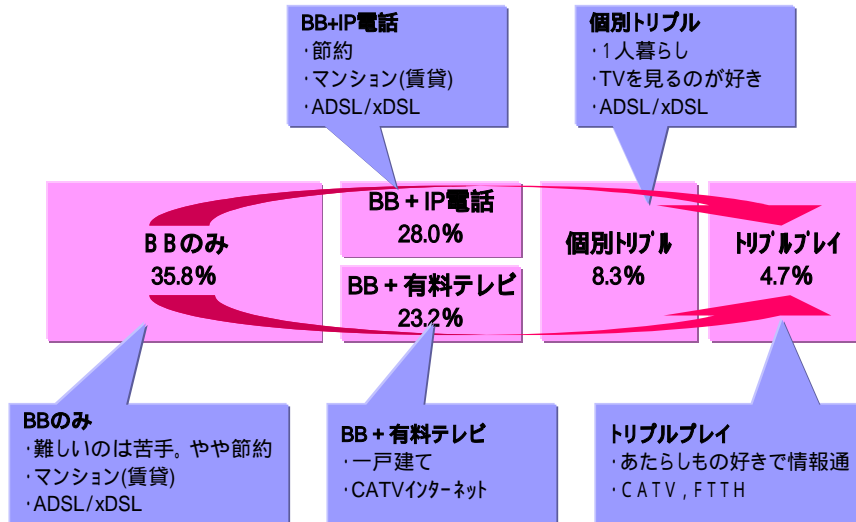 BB+IP電話
･節約
･マンション(賃貸)
･ADSL/xDSL
個別トリプル
･1人暮らし
･TVを見るのが好き
･ADSL/xDSL
BBのみ
35.8%
BB + IP電話
28.0%
BB + 有料テレビ
23.2%
個別ﾄﾘﾌﾟﾙ
8.3%
ﾄﾘﾌﾟﾙﾌﾟﾚｲ
4.7%
BBのみ
･難しいのは苦手。やや節約
･マンション(賃貸)
･ADSL/xDSL
BB + 有料テレビ
･一戸建て
･CATVｲﾝﾀｰﾈｯﾄ
トリプルプレイ
･あたらしもの好きで情報通
･CATV , FTTH